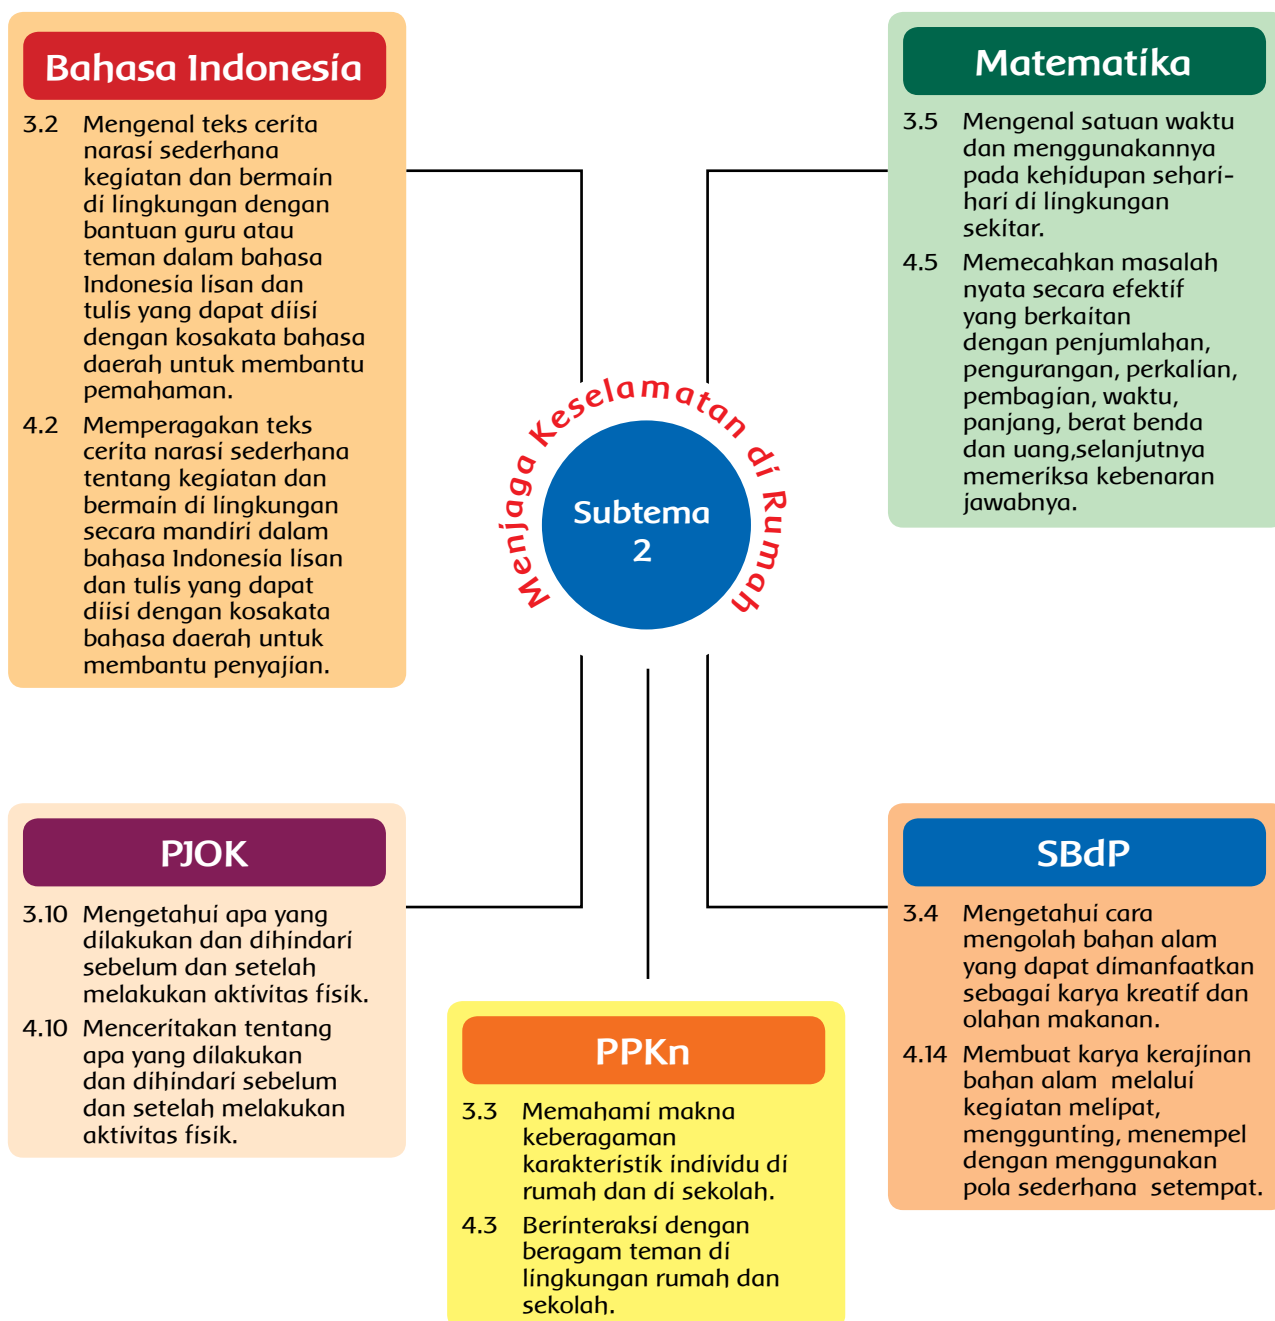 Bahasa Indonesia
3.2 Mengenal teks cerita
narasi sederhana
kegiatan dan bermain
di lingkungan dengan
bantuan guru atau
teman dalam bahasa
Indonesia lisan dan
tulis yang dapat diisi
dengan kosakata bahasa
daerah untuk membantu
pemahaman.
4.2 Memperagakan teks
cerita narasi sederhana
tentang kegiatan dan
bermain di lingkungan
secara mandiri dalam
bahasa Indonesia lisan
dan tulis yang dapat
diisi dengan kosakata
bahasa daerah untuk
membantu penyajian.
Matematika
3.5 Mengenal satuan waktu
dan menggunakannya
pada kehidupan sehari-
hari di lingkungan
sekitar.
4.5 Memecahkan masalah
nyata secara efektif
yang berkaitan
dengan penjumlahan,
pengurangan, perkalian,
pembagian, waktu,
panjang, berat benda
dan uang,selanjutnya
memeriksa kebenaran
jawabnya.
Menjaga Keselamatan di Rumah
Subtema
2
PJOK
3.10 Mengetahui apa yang
dilakukan dan dihindari
sebelum dan setelah
melakukan aktivitas fisik.
4.10 Menceritakan tentang
apa yang dilakukan
dan dihindari sebelum
dan setelah melakukan
aktivitas fisik.
PPKn
3.3 Memahami makna
keberagaman
karakteristik individu di
rumah dan di sekolah.
4.3 Berinteraksi dengan
beragam teman di
lingkungan rumah dan
sekolah.
SBdP
3.4 Mengetahui cara
mengolah bahan alam
yang dapat dimanfaatkan
sebagai karya kreatif dan
olahan makanan.
4.14 Membuat karya kerajinan
bahan alam melalui
kegiatan melipat,
menggunting, menempel
dengan menggunakan
pola sederhana setempat.